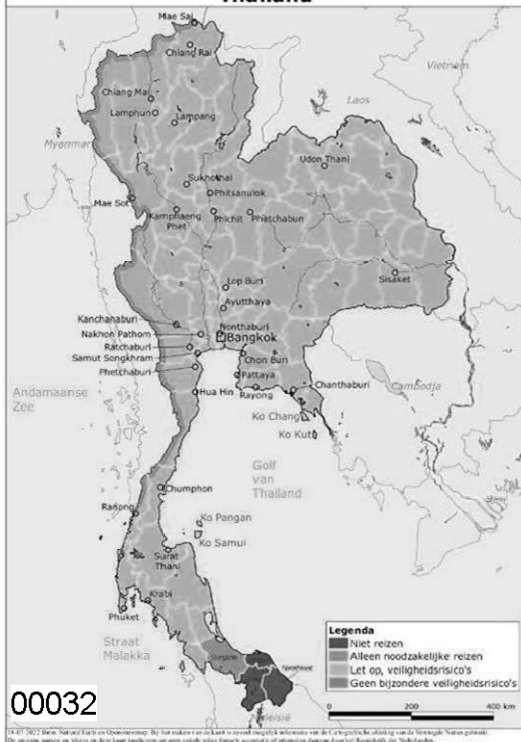 Thailand
Mae Sai
Chiang Rai
Vietnam
Laos
Chiang Mai
Lamphun
Lampang
Myanmar
Udon Thani
Sukhothai
Phitsanulok
Mae Sot
Kamphaeng
Phet
Phichit
Phetchabun
Sisaket
Lop Buri
Ayutthaya
Kanchanaburi
Nonthaburi
Nakhon Pathom
Bangkok
Ratchaburi
Samut Songkhram
Chon Buri
Phetchaburi
Pattaya
Chanthaburi
Cambodja
Andamaanse
Zee
Hua Hin
Rayong
Ko Chang
Ko Kut
Golf
van
Thailand
Chumphon
Ranong
Ko Pangan
Ko Samui
Surat
Thani
Krabi
Phuket
Straat
Malakka
Songkhla
Narathiwat
Maleisië
Legenda
Niet reizen
Alleen noodzakelijke reizen
Let op, veiligheidsrisico's
Geen bijzondere veiligheidsrisico's
0 200 400 km
00032